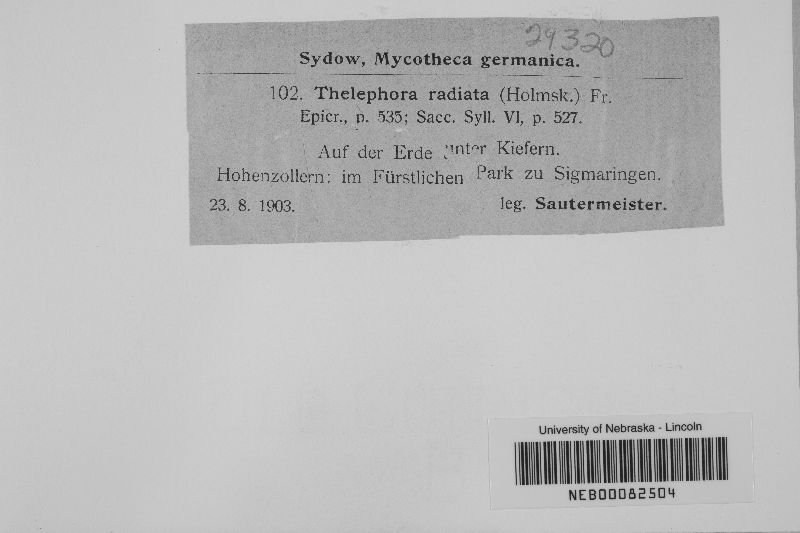 29320
Sydow, Mycotheca germanica.
102. Thelephora radiata (Holmsk.) Fr.
Epicr., p. 535; Sacc. Syll. VI, p. 527.
Auf der Erde unter Kiefern.
Hohenzollern: im Fürstlichen Park zu Sigmaringen.
23. 8. 1903. leg. Sautermeister.
University of Nebraska - Lincoln
NEB00082504